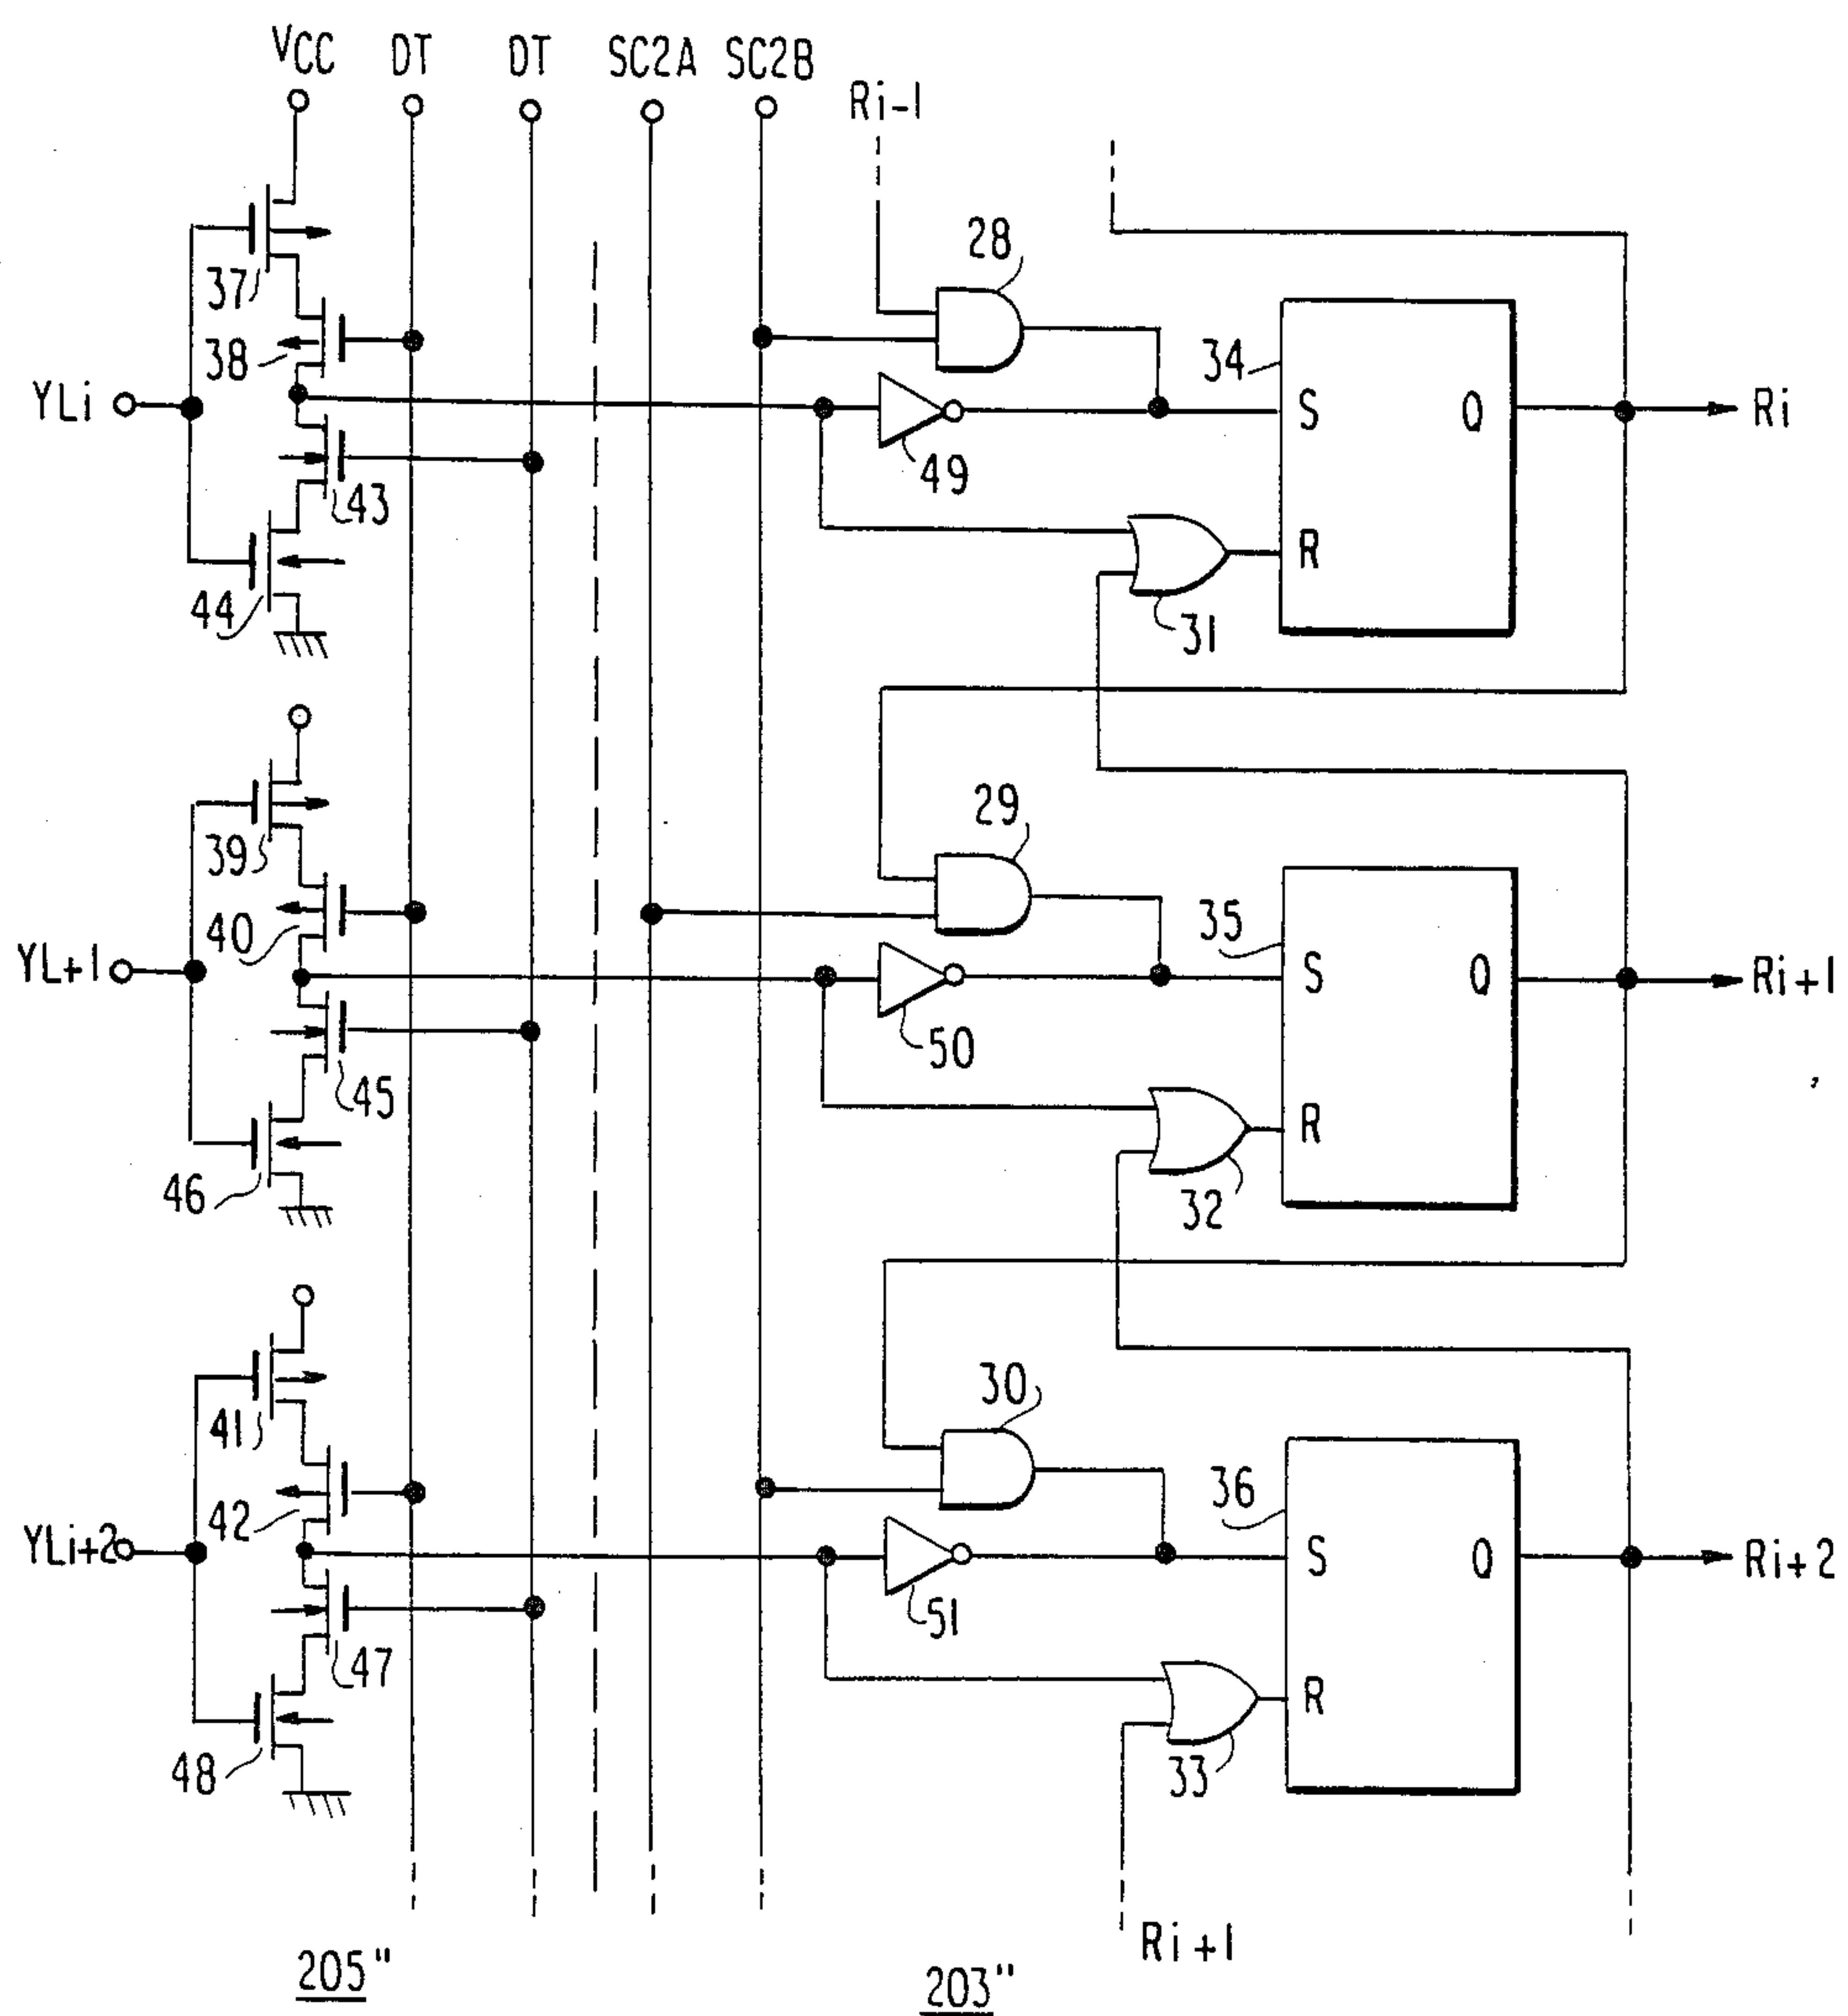 VCC DT DT SC2A SC2B
Ri-1
28
37
38
34
YLi
S Q Ri
49
43
R
44
31
29
39
40
35
YL+1
S Q Ri+1
50
45
R
46
32
30
41
36
42
YLi+2
S Q Ri+2
51
47
R
48
33
Ri+1
205"
203"